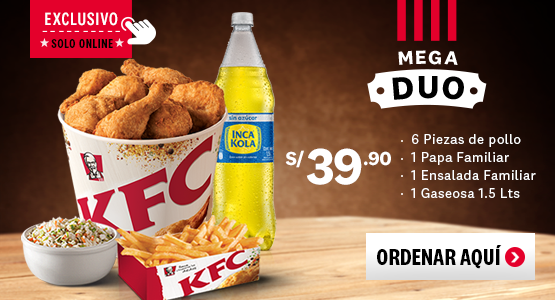 EXCLUSIVO
★ SOLO ONLINE ★
MEGA
DUO
sin azúcar
INCA
KOLA
KFC
KFC
S/ 39.90
· 6 Piezas de pollo
· 1 Papa Familiar
· 1 Ensalada Familiar
· 1 Gaseosa 1.5 Lts
ORDENAR AQUÍ